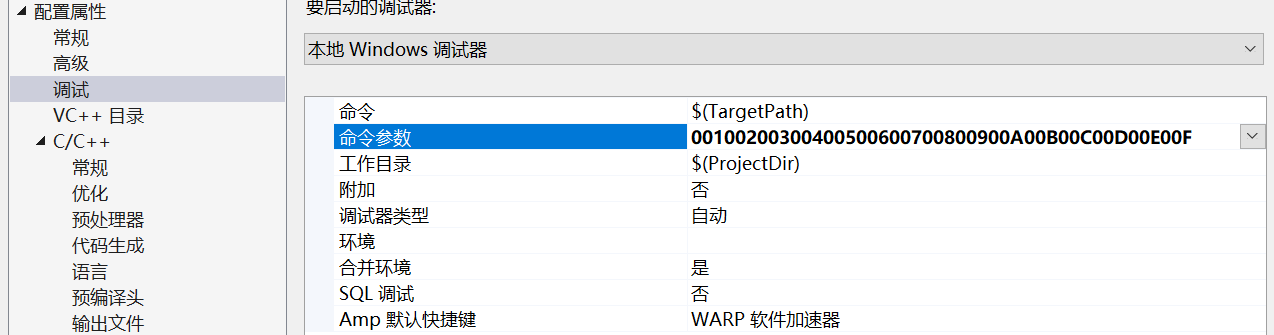 配置属性
常规
高级
调试
VC++ 目录
C/C++
常规
优化
预处理器
代码生成
语言
预编译头
输出文件
要启动的调试器:
本地 Windows 调试器
命令 $(TargetPath)
命令参数 00100200300400500600700800900A00B00C00D00E00F
工作目录 $(ProjectDir)
附加 否
调试器类型 自动
环境
合并环境 是
SQL 调试 否
Amp 默认快捷键 WARP 软件加速器